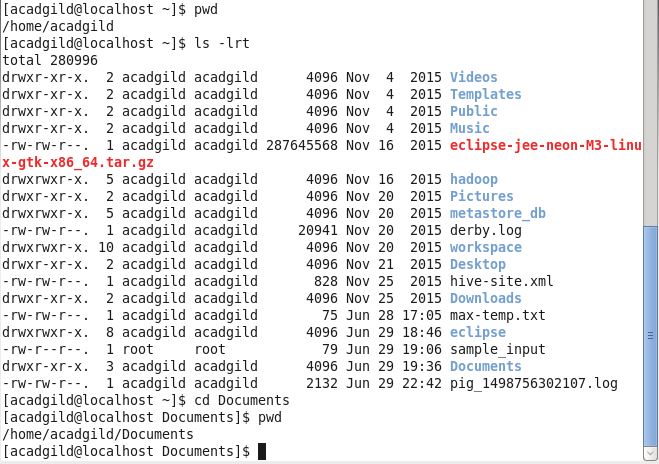 [acadgild@localhost ~]$ pwd
/home/acadgild
[acadgild@localhost ~]$ ls -lrt
total 280996
drwxr-xr-x.  2 acadgild acadgild      4096 Nov  4  2015 Videos
drwxr-xr-x.  2 acadgild acadgild      4096 Nov  4  2015 Templates
drwxr-xr-x.  2 acadgild acadgild      4096 Nov  4  2015 Public
drwxr-xr-x.  2 acadgild acadgild      4096 Nov  4  2015 Music
-rw-rw-r--.  1 acadgild acadgild 287645568 Nov 16  2015 eclipse-jee-neon-M3-linu
x-gtk-x86_64.tar.gz
drwxrwxr-x.  5 acadgild acadgild      4096 Nov 16  2015 hadoop
drwxr-xr-x.  2 acadgild acadgild      4096 Nov 20  2015 Pictures
drwxrwxr-x.  5 acadgild acadgild      4096 Nov 20  2015 metastore_db
-rw-rw-r--.  1 acadgild acadgild     20941 Nov 20  2015 derby.log
drwxrwxr-x. 10 acadgild acadgild      4096 Nov 20  2015 workspace
drwxr-xr-x.  2 acadgild acadgild      4096 Nov 21  2015 Desktop
-rw-rw-r--.  1 acadgild acadgild       828 Nov 25  2015 hive-site.xml
drwxr-xr-x.  2 acadgild acadgild      4096 Nov 25  2015 Downloads
-rw-rw-r--.  1 acadgild acadgild        75 Jun 28 17:05 max-temp.txt
drwxrwxr-x.  8 acadgild acadgild      4096 Jun 29 18:46 eclipse
-rw-r--r--.  1 root     root            79 Jun 29 19:06 sample_input
drwxr-xr-x.  3 acadgild acadgild      4096 Jun 29 19:36 Documents
-rw-rw-r--.  1 acadgild acadgild      2132 Jun 29 22:42 pig_1498756302107.log
[acadgild@localhost ~]$ cd Documents
[acadgild@localhost Documents]$ pwd
/home/acadgild/Documents
[acadgild@localhost Documents]$